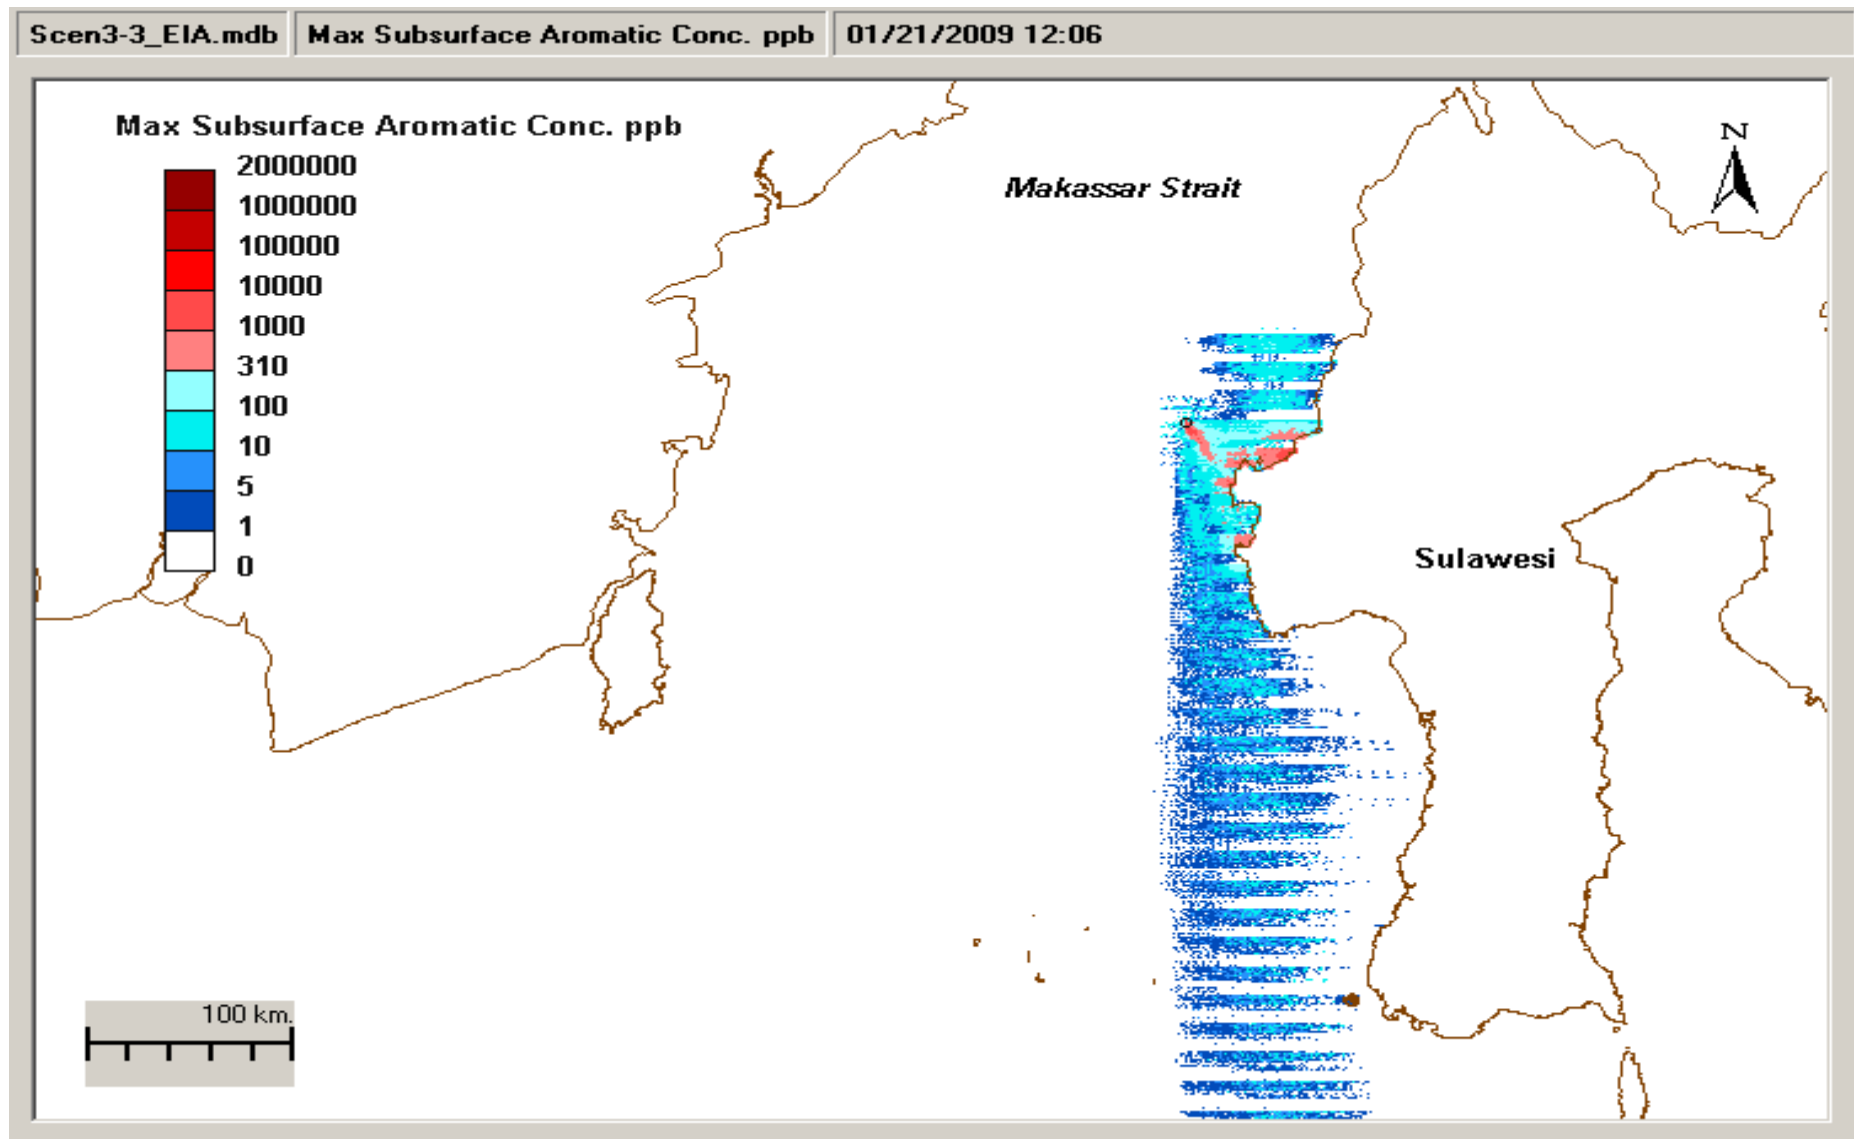 Scen3-3_EIA.mdb Max Subsurface Aromatic Conc. ppb 01/21/2009 12:06
Max Subsurface Aromatic Conc. ppb
2000000
1000000
100000
10000
1000
310
100
10
5
1
0
Makassar Strait
N
Sulawesi
100 km.